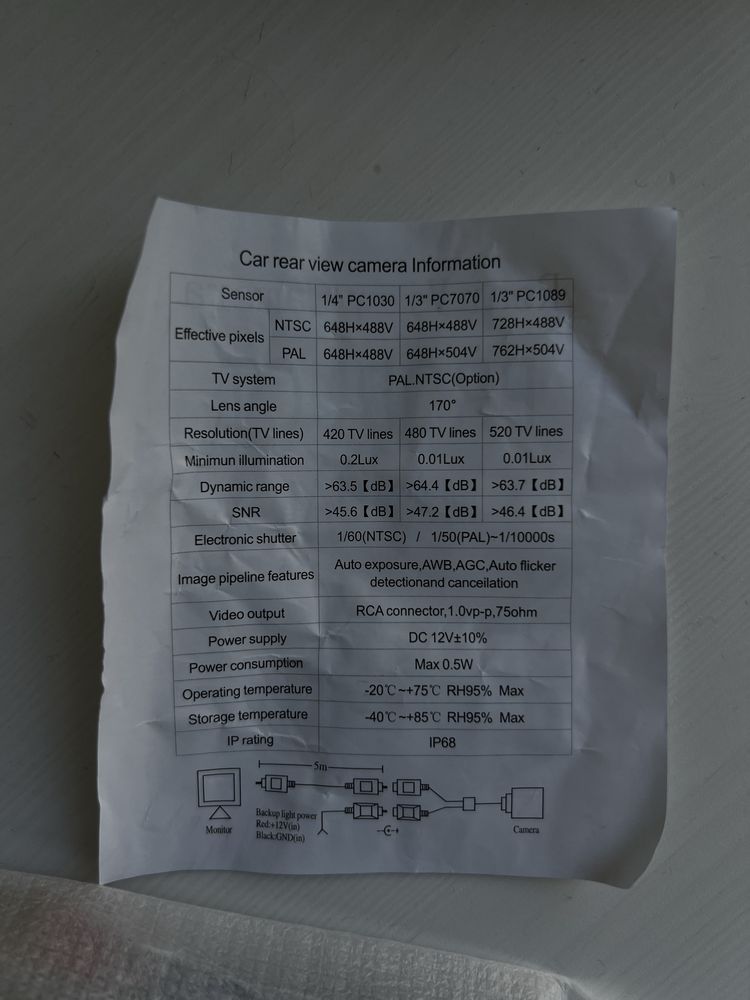 Car rear view camera Information
Sensor 1/4" PC1030 1/3" PC7070 1/3" PC1089
Effective pixels NTSC 648H×488V 648H×488V 728H×488V
PAL 648H×488V 648H×504V 762H×504V
TV system PAL.NTSC(Option)
Lens angle 170°
Resolution(TV lines) 420 TV lines 480 TV lines 520 TV lines
Minimun illumination 0.2Lux 0.01Lux 0.01Lux
Dynamic range >63.5【dB】 >64.4【dB】 >63.7【dB】
SNR >45.6【dB】 >47.2【dB】 >46.4【dB】
Electronic shutter 1/60(NTSC) / 1/50(PAL)~1/10000s
Image pipeline features Auto exposure,AWB,AGC,Auto flicker
detectionand canceilation
Video output RCA connector,1.0vp-p,75ohm
Power supply DC 12V±10%
Power consumption Max 0.5W
Operating temperature -20℃~+75℃ RH95% Max
Storage temperature -40℃~+85℃ RH95% Max
IP rating IP68
5m
Backup light power
Red:+12V(in)
Black:GND(in)
Monitor
Camera